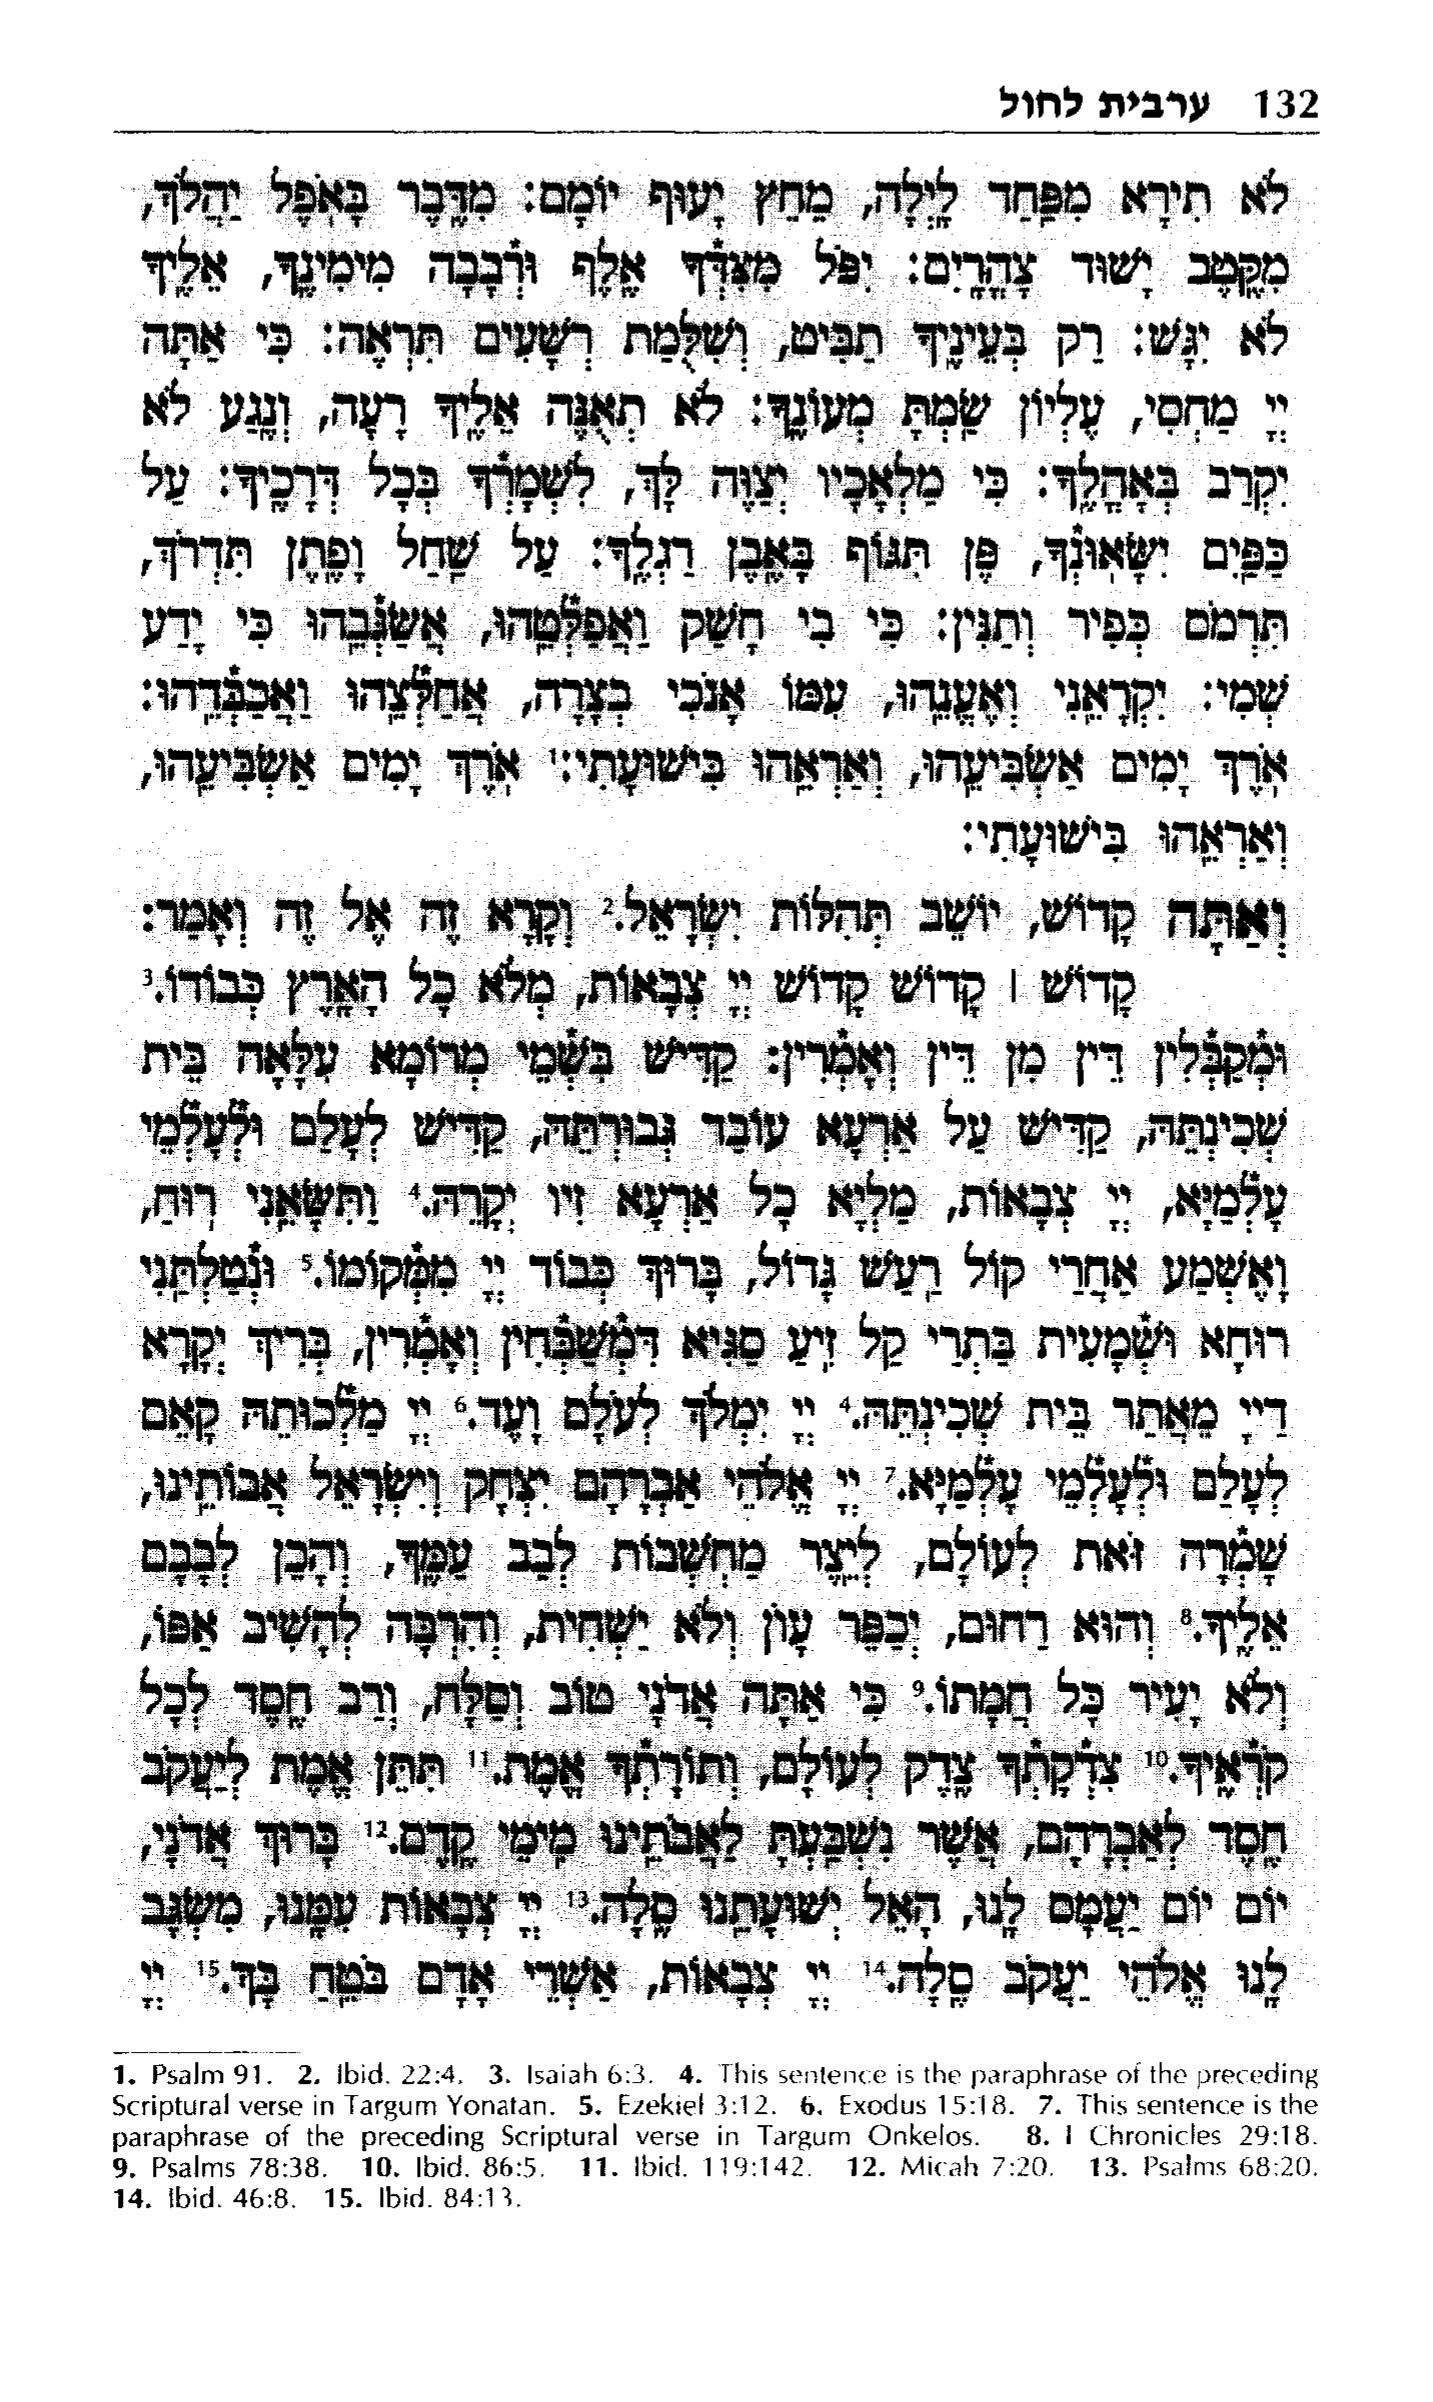 132 ערבית לחול
לֹא תִירָא מִפַּחַד לָיְלָה, מֵחֵץ יָעוּף יוֹמָם: מִדֶּבֶר בָּאֹפֶל יַהֲלֹךְ,
מִקֶּטֶב יָשׁוּד צָהֳרָיִם: יִפֹּל מִצִּדְּךָ אֶלֶף וּרְבָבָה מִימִינֶךָ, אֵלֶיךָ
לֹא יִגָּשׁ: רַק בְּעֵינֶיךָ תַבִּיט, וְשִׁלֻּמַת רְשָׁעִים תִּרְאֶה: כִּי אַתָּה
יְיָ מַחְסִי, עֶלְיוֹן שַׂמְתָּ מְעוֹנֶךָ: לֹא תְאֻנֶּה אֵלֶיךָ רָעָה, וְנֶגַע לֹא
יִקְרַב בְּאָהֳלֶךָ: כִּי מַלְאָכָיו יְצַוֶּה לָּךְ, לִשְׁמָרְךָ בְּכָל דְּרָכֶיךָ: עַל
כַּפַּיִם יִשָּׂאוּנְךָ, פֶּן תִּגּוֹף בָּאֶבֶן רַגְלֶךָ: עַל שַׁחַל וָפֶתֶן תִּדְרֹךְ,
תִּרְמֹס כְּפִיר וְתַנִּין: כִּי בִי חָשַׁק וַאֲפַלְּטֵהוּ, אֲשַׂגְּבֵהוּ כִּי יָדַע
שְׁמִי: יִקְרָאֵנִי וְאֶעֱנֵהוּ, עִמּוֹ אָנֹכִי בְצָרָה, אֲחַלְּצֵהוּ וַאֲכַבְּדֵהוּ:
אֹרֶךְ יָמִים אַשְׂבִּיעֵהוּ, וְאַרְאֵהוּ בִּישׁוּעָתִי:1 אֹרֶךְ יָמִים אַשְׂבִּיעֵהוּ,
וְאַרְאֵהוּ בִּישׁוּעָתִי:
וְאַתָּה קָדוֹשׁ, יוֹשֵׁב תְּהִלּוֹת יִשְׂרָאֵל.2 וְקָרָא זֶה אֶל זֶה וְאָמַר:
קָדוֹשׁ | קָדוֹשׁ קָדוֹשׁ יְיָ צְבָאוֹת, מְלֹא כָל הָאָרֶץ כְּבוֹדוֹ.3
וּמְקַבְּלִין דֵּין מִן דֵּין וְאָמְרִין: קַדִּישׁ בִּשְׁמֵי מְרוֹמָא עִלָּאָה בֵּית
שְׁכִינְתֵּהּ, קַדִּישׁ עַל אַרְעָא עוֹבַד גְּבוּרְתֵּהּ, קַדִּישׁ לְעָלַם וּלְעָלְמֵי
עָלְמַיָּא, יְיָ צְבָאוֹת, מַלְיָא כָל אַרְעָא זִיו יְקָרֵהּ.4 וַתִּשָּׂאֵנִי רוּחַ,
וָאֶשְׁמַע אַחֲרַי קוֹל רַעַשׁ גָּדוֹל, בָּרוּךְ כְּבוֹד יְיָ מִמְּקוֹמוֹ.5 וּנְטָלַתְנִי
רוּחָא וּשְׁמָעִית בַּתְרַי קָל זִיעַ סַגִּיא דִּמְשַׁבְּחִין וְאָמְרִין, בְּרִיךְ יְקָרָא
דַייָ מֵאֲתַר בֵּית שְׁכִינְתֵּהּ.4 יְיָ יִמְלֹךְ לְעֹלָם וָעֶד.6 יְיָ מַלְכוּתֵהּ קָאֵם
לְעָלַם וּלְעָלְמֵי עָלְמַיָּא.7 יְיָ אֱלֹהֵי אַבְרָהָם יִצְחָק וְיִשְׂרָאֵל אֲבוֹתֵינוּ,
שָׁמְרָה זֹּאת לְעוֹלָם, לְיֵצֶר מַחְשְׁבוֹת לְבַב עַמֶּךָ, וְהָכֵן לְבָבָם
אֵלֶיךָ.8 וְהוּא רַחוּם, יְכַפֵּר עָוֹן וְלֹא יַשְׁחִית, וְהִרְבָּה לְהָשִׁיב אַפּוֹ,
וְלֹא יָעִיר כָּל חֲמָתוֹ.9 כִּי אַתָּה אֲדֹנָי טוֹב וְסַלָּח, וְרַב חֶסֶד לְכָל
קֹרְאֶיךָ.10 צִדְקָתְךָ צֶדֶק לְעוֹלָם, וְתוֹרָתְךָ אֱמֶת.11 תִּתֵּן אֱמֶת לְיַעֲקֹב
חֶסֶד לְאַבְרָהָם, אֲשֶׁר נִשְׁבַּעְתָּ לַאֲבֹתֵינוּ מִימֵי קֶדֶם.12 בָּרוּךְ אֲדֹנָי,
יוֹם יוֹם יַעֲמָס לָנוּ, הָאֵל יְשׁוּעָתֵנוּ סֶלָה.13 יְיָ צְבָאוֹת עִמָּנוּ, מִשְׂגָּב
לָנוּ אֱלֹהֵי יַעֲקֹב סֶלָה.14 יְיָ צְבָאוֹת, אַשְׁרֵי אָדָם בֹּטֵחַ בָּךְ.15 יְיָ
1. Psalm 91. 2. Ibid. 22:4. 3. Isaiah 6:3. 4. This sentence is the paraphrase of the preceding
Scriptural verse in Targum Yonatan. 5. Ezekiel 3:12. 6. Exodus 15:18. 7. This sentence is the
paraphrase of the preceding Scriptural verse in Targum Onkelos. 8. I Chronicles 29:18.
9. Psalms 78:38. 10. Ibid. 86:5. 11. Ibid. 119:142. 12. Micah 7:20. 13. Psalms 68:20.
14. Ibid. 46:8. 15. Ibid. 84:13.